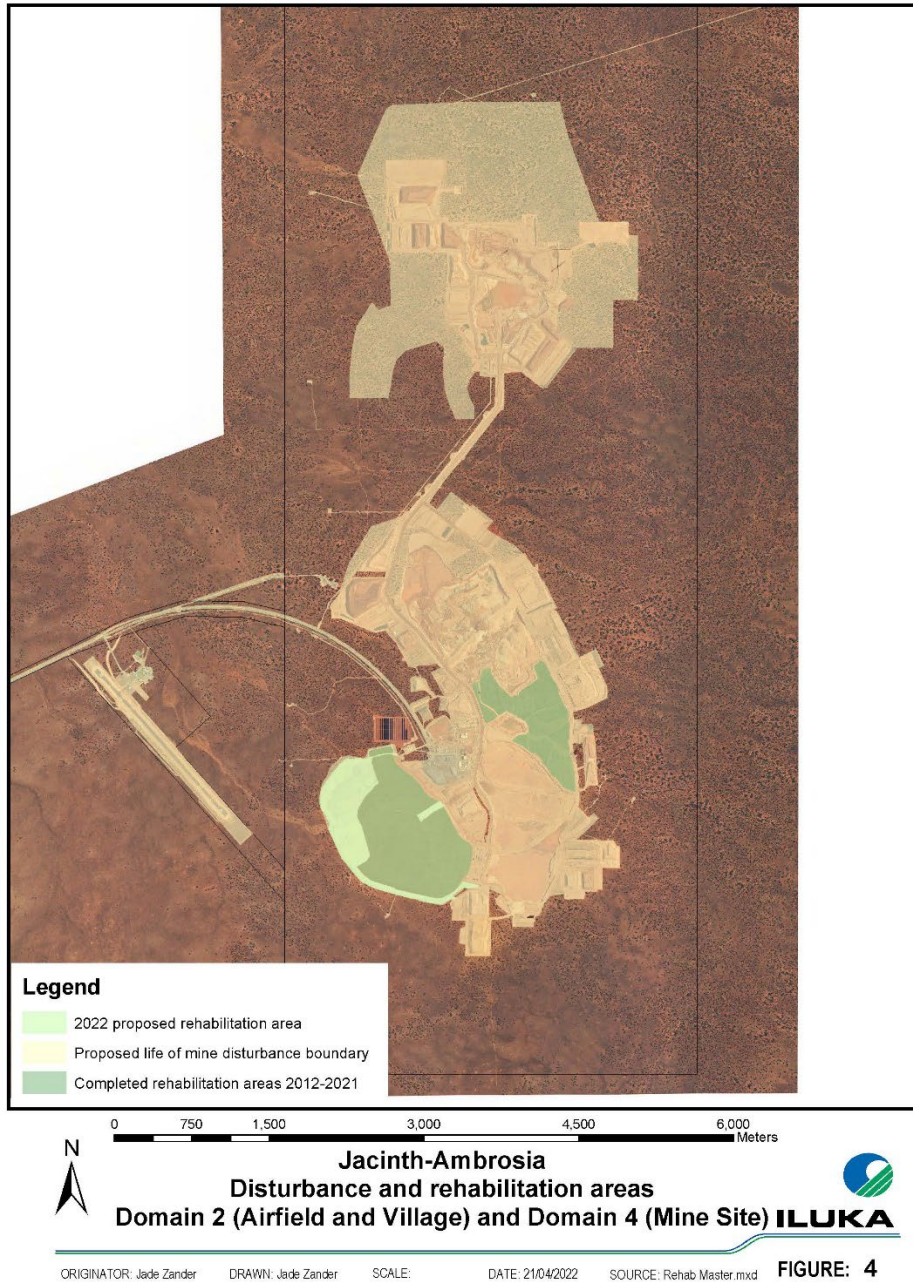 Legend
2022 proposed rehabilitation area
Proposed life of mine disturbance boundary
Completed rehabilitation areas 2012-2021
0 750 1,500 3,000 4,500 6,000
Meters
N
Jacinth-Ambrosia
Disturbance and rehabilitation areas
Domain 2 (Airfield and Village) and Domain 4 (Mine Site)
ILUKA
ORIGINATOR: Jade Zander DRAWN: Jade Zander SCALE: DATE: 21/04/2022 SOURCE: Rehab Master.mxd FIGURE: 4